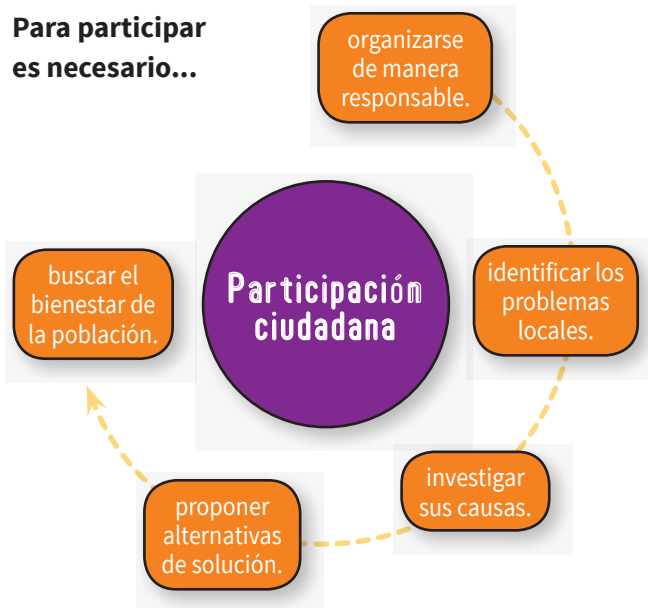 Para participar
es necesario...
organizarse
de manera
responsable.
identificar los
problemas
locales.
investigar
sus causas.
proponer
alternativas
de solución.
buscar el
bienestar de
la población.
Participación
ciudadana